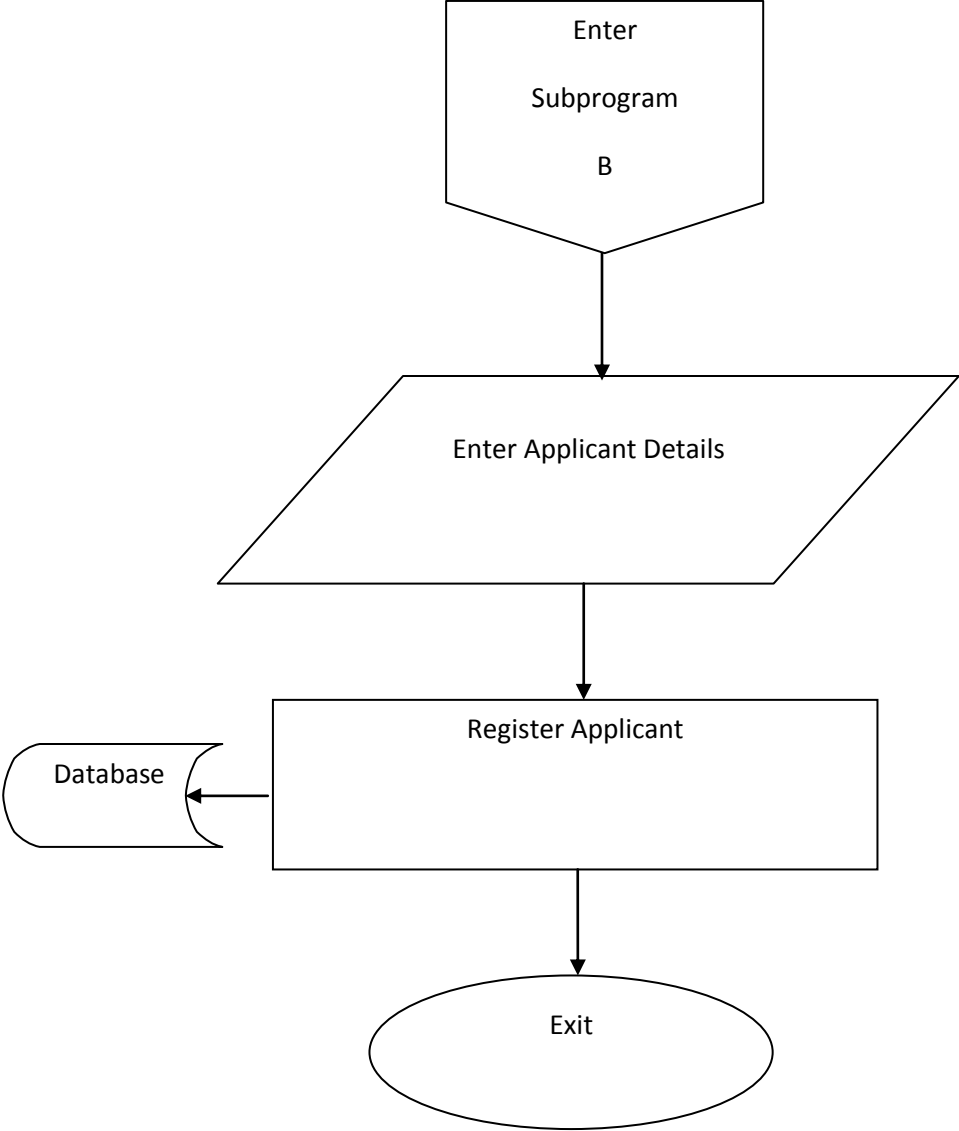 Enter
Subprogram
B
Enter Applicant Details
Register Applicant
Database
Exit